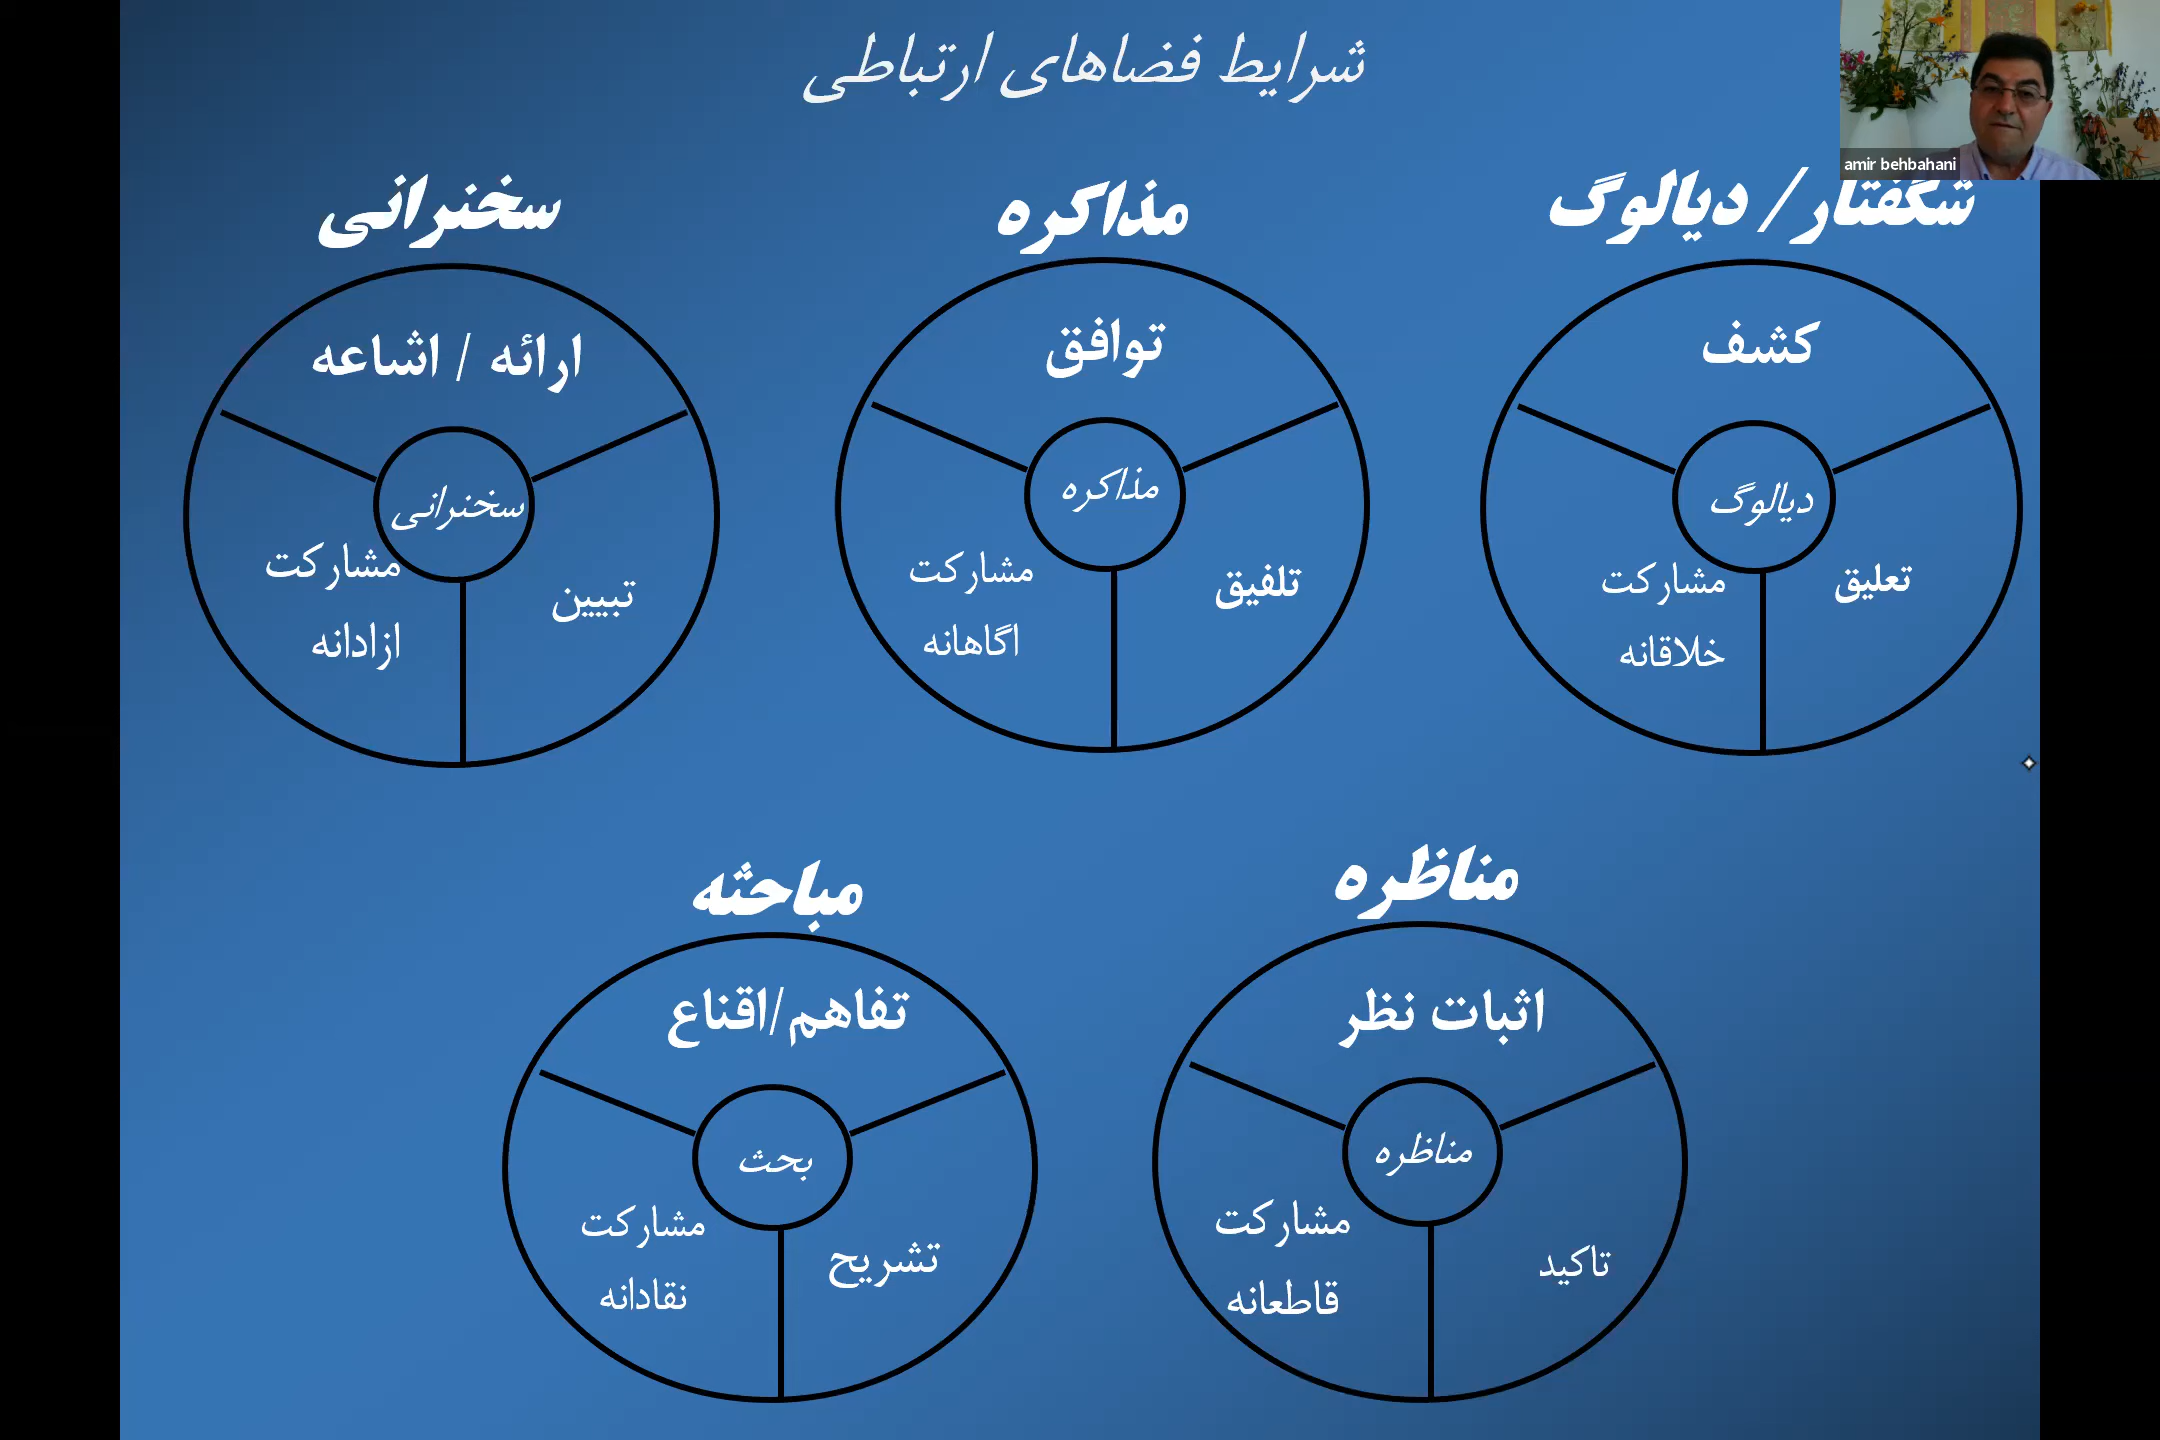 شرایط فضاهای ارتباطی
amir behbahani
شگفتار / دیالوگ
کشف
دیالوگ
تعلیق
مشارکت
خلاقانه
مذاکره
توافق
مذاکره
تلفیق
مشارکت
اگاهانه
سخنرانی
ارائه / اشاعه
سخنرانی
تبیین
مشارکت
ازادانه
مناظره
اثبات نظر
مناظره
تاکید
مشارکت
قاطعانه
مباحثه
تفاهم/اقناع
بحث
تشریح
مشارکت
نقادانه